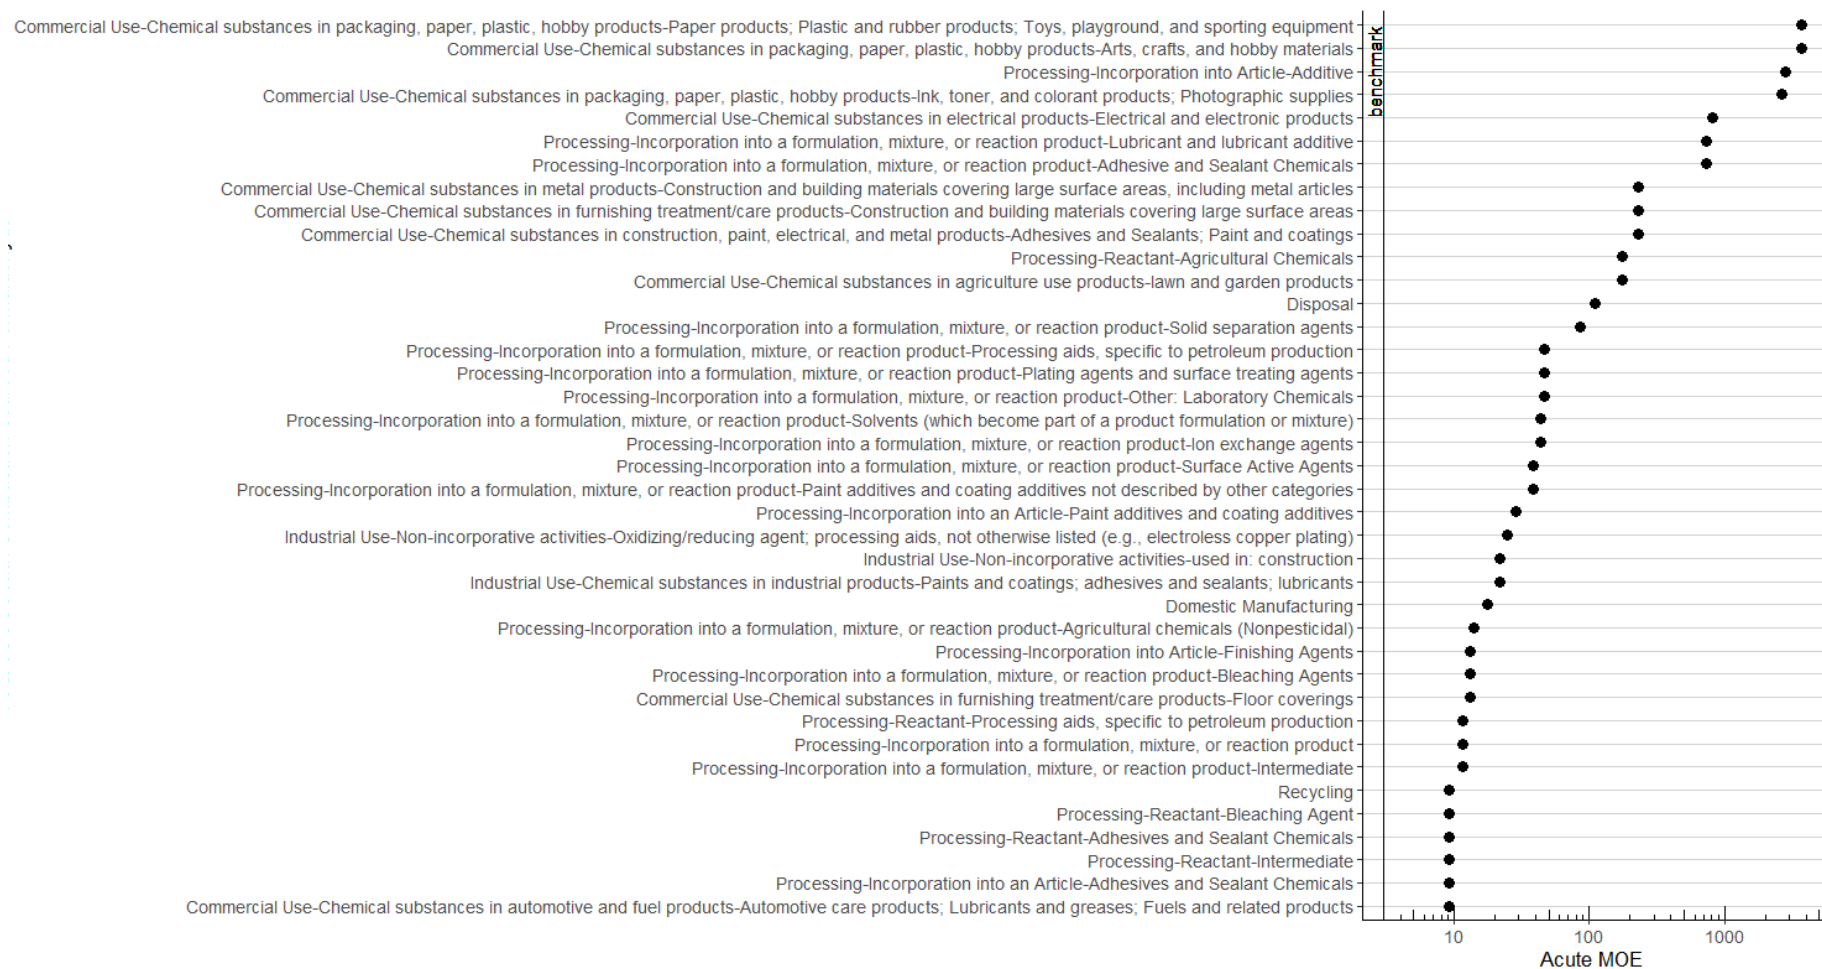 Commercial Use-Chemical substances in packaging, paper, plastic, hobby products-Paper products; Plastic and rubber products; Toys, playground, and sporting equipment
Commercial Use-Chemical substances in packaging, paper, plastic, hobby products-Arts, crafts, and hobby materials
Processing-Incorporation into Article-Additive
Commercial Use-Chemical substances in packaging, paper, plastic, hobby products-Ink, toner, and colorant products; Photographic supplies
Commercial Use-Chemical substances in electrical products-Electrical and electronic products
Processing-Incorporation into a formulation, mixture, or reaction product-Lubricant and lubricant additive
Processing-Incorporation into a formulation, mixture, or reaction product-Adhesive and Sealant Chemicals
Commercial Use-Chemical substances in metal products-Construction and building materials covering large surface areas, including metal articles
Commercial Use-Chemical substances in furnishing treatment/care products-Construction and building materials covering large surface areas
Commercial Use-Chemical substances in construction, paint, electrical, and metal products-Adhesives and Sealants; Paint and coatings
Processing-Reactant-Agricultural Chemicals
Commercial Use-Chemical substances in agriculture use products-lawn and garden products
Disposal
Processing-Incorporation into a formulation, mixture, or reaction product-Solid separation agents
Processing-Incorporation into a formulation, mixture, or reaction product-Processing aids, specific to petroleum production
Processing-Incorporation into a formulation, mixture, or reaction product-Plating agents and surface treating agents
Processing-Incorporation into a formulation, mixture, or reaction product-Other: Laboratory Chemicals
Processing-Incorporation into a formulation, mixture, or reaction product-Solvents (which become part of a product formulation or mixture)
Processing-Incorporation into a formulation, mixture, or reaction product-Ion exchange agents
Processing-Incorporation into a formulation, mixture, or reaction product-Surface Active Agents
Processing-Incorporation into a formulation, mixture, or reaction product-Paint additives and coating additives not described by other categories
Processing-Incorporation into an Article-Paint additives and coating additives
Industrial Use-Non-incorporative activities-Oxidizing/reducing agent; processing aids, not otherwise listed (e.g., electroless copper plating)
Industrial Use-Non-incorporative activities-used in: construction
Industrial Use-Chemical substances in industrial products-Paints and coatings; adhesives and sealants; lubricants
Domestic Manufacturing
Processing-Incorporation into a formulation, mixture, or reaction product-Agricultural chemicals (Nonpesticidal)
Processing-Incorporation into Article-Finishing Agents
Processing-Incorporation into a formulation, mixture, or reaction product-Bleaching Agents
Commercial Use-Chemical substances in furnishing treatment/care products-Floor coverings
Processing-Reactant-Processing aids, specific to petroleum production
Processing-Incorporation into a formulation, mixture, or reaction product
Processing-Incorporation into a formulation, mixture, or reaction product-Intermediate
Recycling
Processing-Reactant-Bleaching Agent
Processing-Reactant-Adhesives and Sealant Chemicals
Processing-Reactant-Intermediate
Processing-Incorporation into an Article-Adhesives and Sealant Chemicals
Commercial Use-Chemical substances in automotive and fuel products-Automotive care products; Lubricants and greases; Fuels and related products
benchmark
10 100 1000
Acute MOE